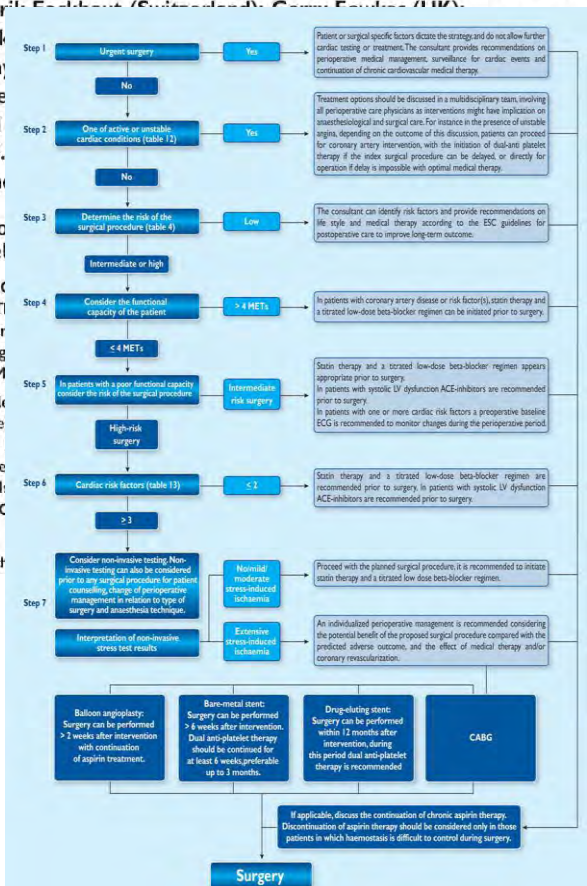 rik Eeckhout (Switzerland); Gerry Fowkes (UK);
Step 1
Urgent surgery
Yes
Patient or surgical specific factors dictate the strategy, and do not allow further
cardiac testing or treatment. The consultant provides recommendations on
perioperative medical management, surveillance for cardiac events and
continuation of chronic cardiovascular medical therapy.
No
Step 2
One of active or unstable
cardiac conditions (table 12)
Yes
Treatment options should be discussed in a multidisciplinary team, involving
all perioperative care physicians as interventions might have implication on
anaesthesiological and surgical care. For instance in the presence of unstable
angina, depending on the outcome of this discussion, patients can proceed
for coronary artery intervention, with the initiation of dual-anti platelet
therapy if the index surgical procedure can be delayed, or directly for
operation if delay is impossible with optimal medical therapy.
No
Step 3
Determine the risk of the
surgical procedure (table 4)
Low
The consultant can identify risk factors and provide recommendations on
life style and medical therapy according to the ESC guidelines for
postoperative care to improve long-term outcome.
Intermediate or high
Step 4
Consider the functional
capacity of the patient
> 4 METs
In patients with coronary artery disease or risk factor(s), statin therapy and
a titrated low-dose beta-blocker regimen can be initiated prior to surgery.
≤ 4 METs
Step 5
In patients with a poor functional capacity
consider the risk of the surgical procedure
Intermediate
risk surgery
Statin therapy and a titrated low-dose beta-blocker regimen appears
appropriate prior to surgery.
In patients with systolic LV dysfunction ACE-inhibitors are recommended
prior to surgery.
In patients with one or more cardiac risk factors a preoperative baseline
ECG is recommended to monitor changes during the perioperative period.
High-risk
surgery
Step 6
Cardiac risk factors (table 13)
≤ 2
Statin therapy and a titrated low-dose beta-blocker regimen are
recommended prior to surgery. In patients with systolic LV dysfunction
ACE-inhibitors are recommended prior to surgery.
≥ 3
Step 7
Consider non-invasive testing. Non-
invasive testing can also be considered
prior to any surgical procedure for patient
counselling, change of perioperative
management in relation to type of
surgery and anaesthesia technique.
No/mild/
moderate
stress-induced
ischaemia
Proceed with the planned surgical procedure, it is recommended to initiate
statin therapy and a titrated low dose beta-blocker regimen.
Interpretation of non-invasive
stress test results
Extensive
stress-induced
ischaemia
An individualized perioperative management is recommended considering
the potential benefit of the proposed surgical procedure compared with the
predicted adverse outcome, and the effect of medical therapy and/or
coronary revascularization.
Balloon angioplasty:
Surgery can be performed
> 2 weeks after intervention
with continuation
of aspirin treatment.
Bare-metal stent:
Surgery can be performed
> 6 weeks after intervention.
Dual anti-platelet therapy
should be continued for
at least 6 weeks, preferable
up to 3 months.
Drug-eluting stent:
Surgery can be performed
within 12 months after
intervention, during
this period dual anti-platelet
therapy is recommended
CABG
If applicable, discuss the continuation of chronic aspirin therapy.
Discontinuation of aspirin therapy should be considered only in those
patients in which haemostasis is difficult to control during surgery.
Surgery